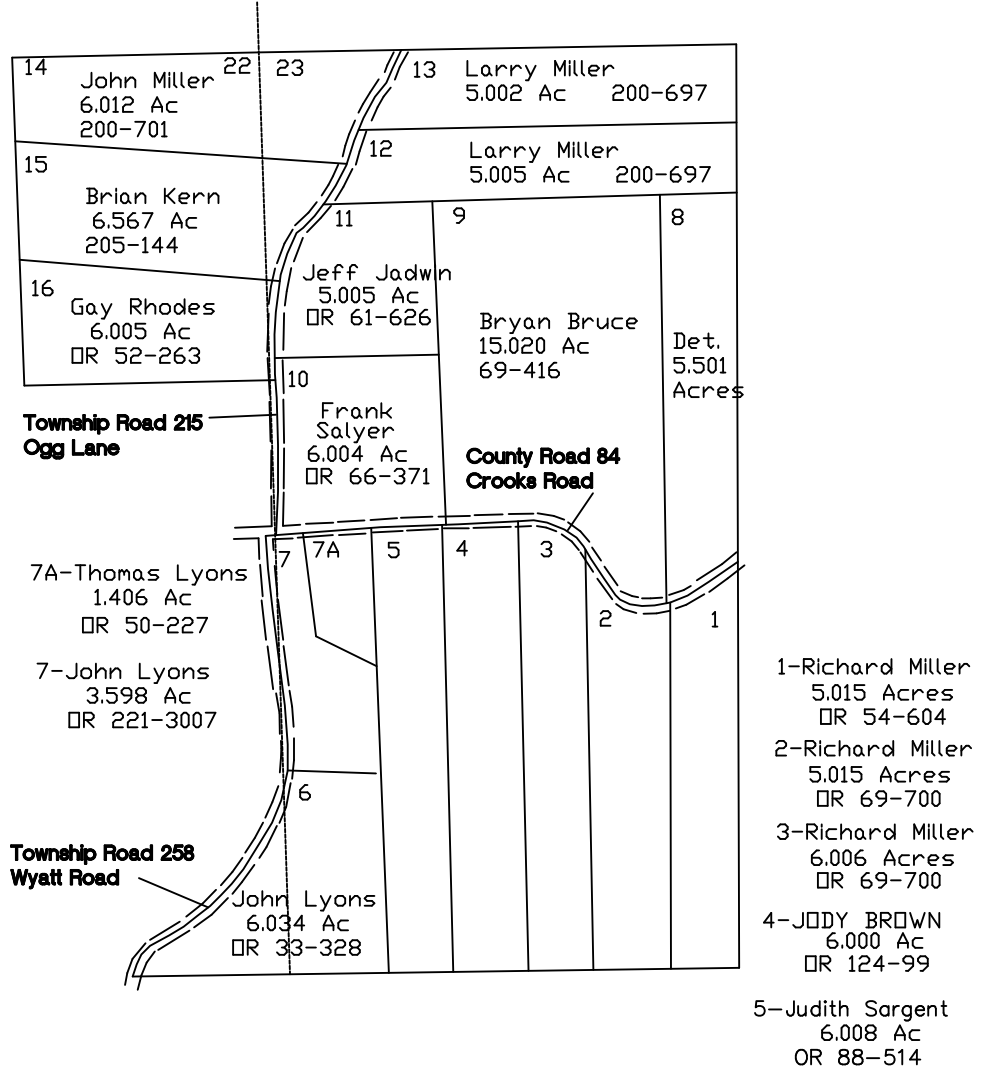 14
John Miller
6.012 Ac
200-701
22
23
13
Larry Miller
5.002 Ac 200-697
12
Larry Miller
5.005 Ac 200-697
15
Brian Kern
6.567 Ac
205-144
11
Jeff Jadwin
5.005 Ac
OR 61-626
9
Bryan Bruce
15.020 Ac
69-416
8
Det.
5.501
Acres
16
Gay Rhodes
6.005 Ac
OR 52-263
10
Frank
Salyer
6.004 Ac
OR 66-371
Township Road 215
Ogg Lane
County Road 84
Crooks Road
7
7A
5
4
3
2
1
7A-Thomas Lyons
1.406 Ac
OR 50-227
7-John Lyons
3.598 Ac
OR 221-3007
6
John Lyons
6.034 Ac
OR 33-328
Township Road 258
Wyatt Road
1-Richard Miller
5.015 Acres
OR 54-604
2-Richard Miller
5.015 Acres
OR 69-700
3-Richard Miller
6.006 Acres
OR 69-700
4-JODY BROWN
6.000 Ac
OR 124-99
5-Judith Sargent
6.008 Ac
OR 88-514